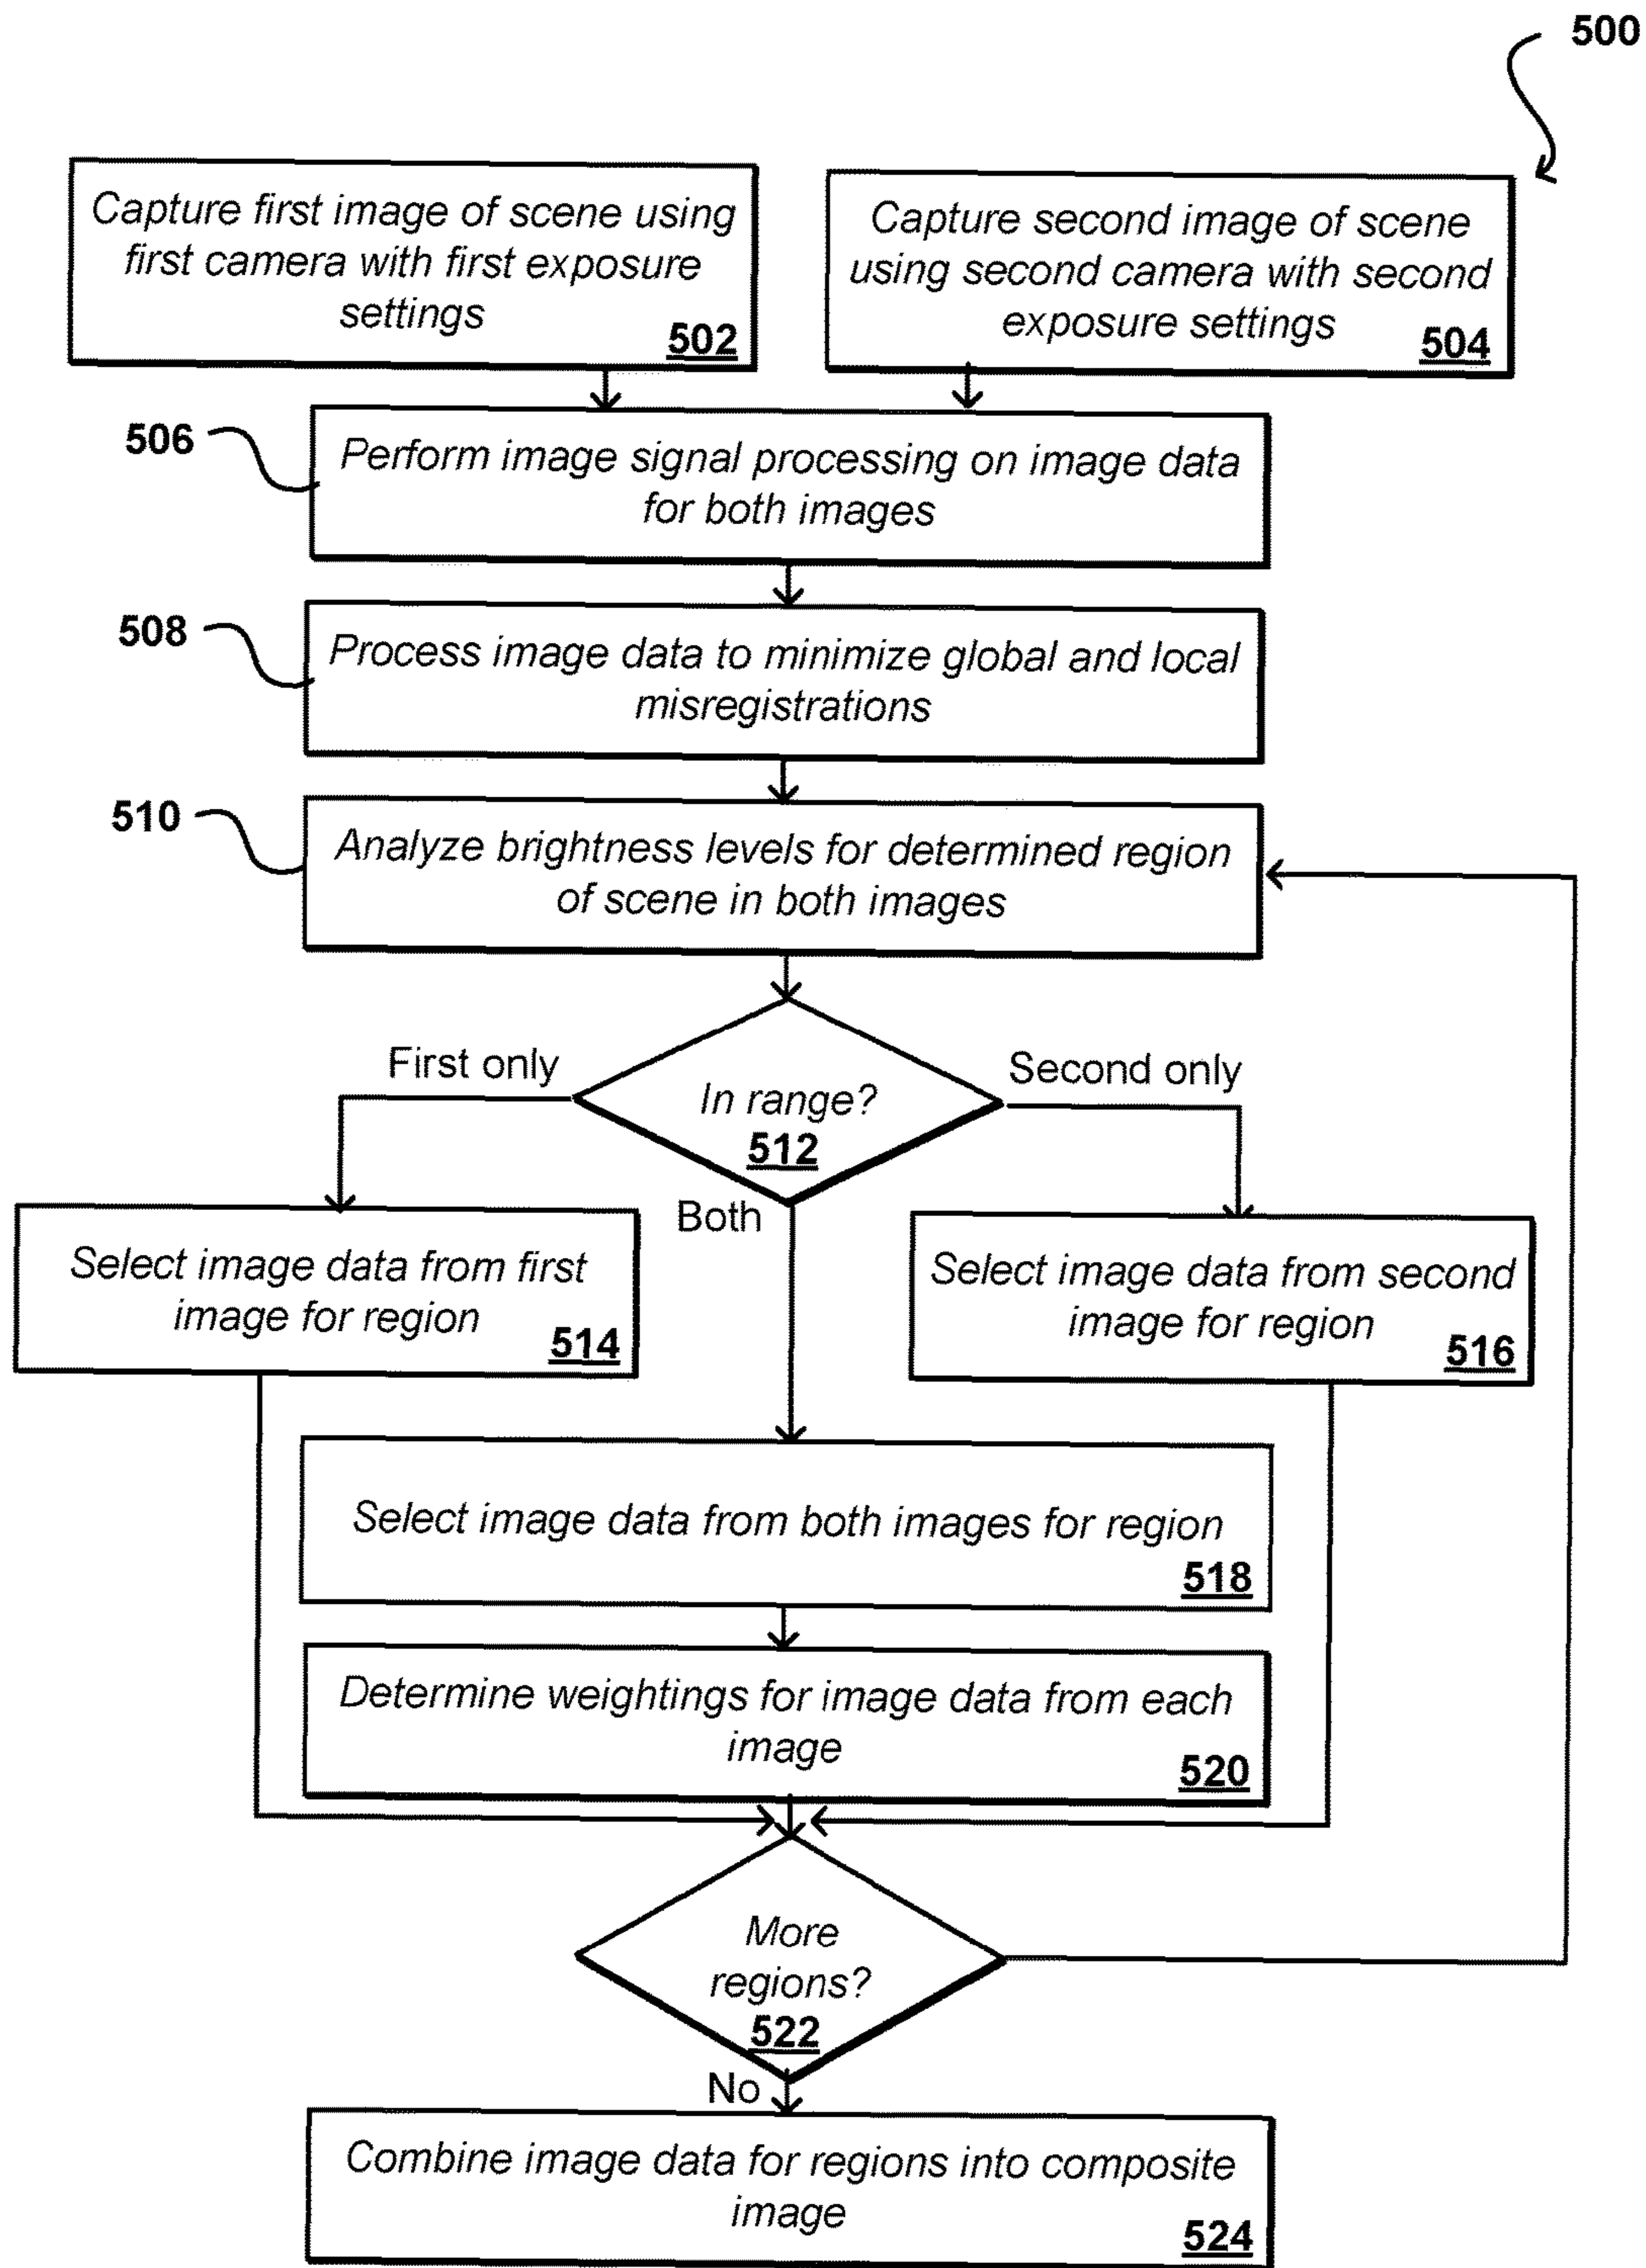 500
Capture first image of scene using
first camera with first exposure
settings
502
Capture second image of scene
using second camera with second
exposure settings
504
506
Perform image signal processing on image data
for both images
508
Process image data to minimize global and local
misregistrations
510
Analyze brightness levels for determined region
of scene in both images
First only
Second only
In range?
512
Both
Select image data from first
image for region
514
Select image data from second
image for region
516
Select image data from both images for region
518
Determine weightings for image data from each
image
520
More
regions?
522
No
Combine image data for regions into composite
image
524